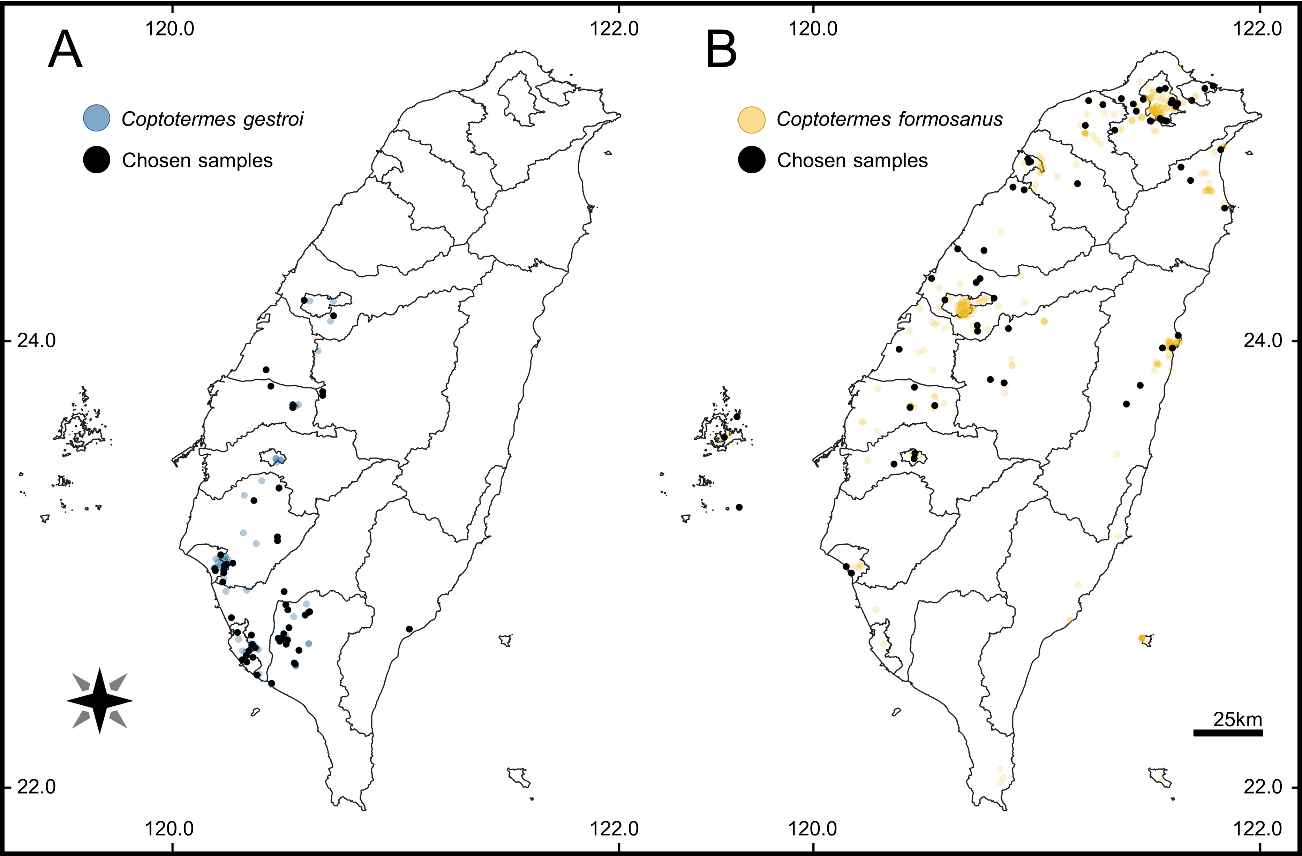 120.0 122.0 120.0 122.0
A B
Coptotermes gestroi
Chosen samples
Coptotermes formosanus
Chosen samples
24.0 24.0
25km
22.0 22.0
120.0 122.0 120.0 122.0